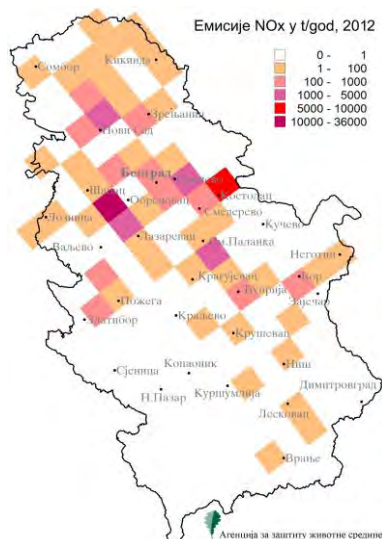 Емисије NOx у t/god, 2012
0 - 1
1 - 100
100 - 1000
1000 - 5000
5000 - 10000
10000 - 36000
Сомбор
Кикинда
Зрењанин
Нови Сад
Београд
Панчево
Шабац
Обреновац
Костолац
Смедерево
Лозница
Кучево
Ваљево
Лазаревац
См.Паланка
Неготин
Крагујевац
Бор
Ћуприја
Зајечар
Пожега
Златибор
Краљево
Крушевац
Сјеница
Копаоник
Ниш
Н.Пазар
Куршумлија
Димитровград
Лесковац
Врање
Агенција за заштиту животне средине